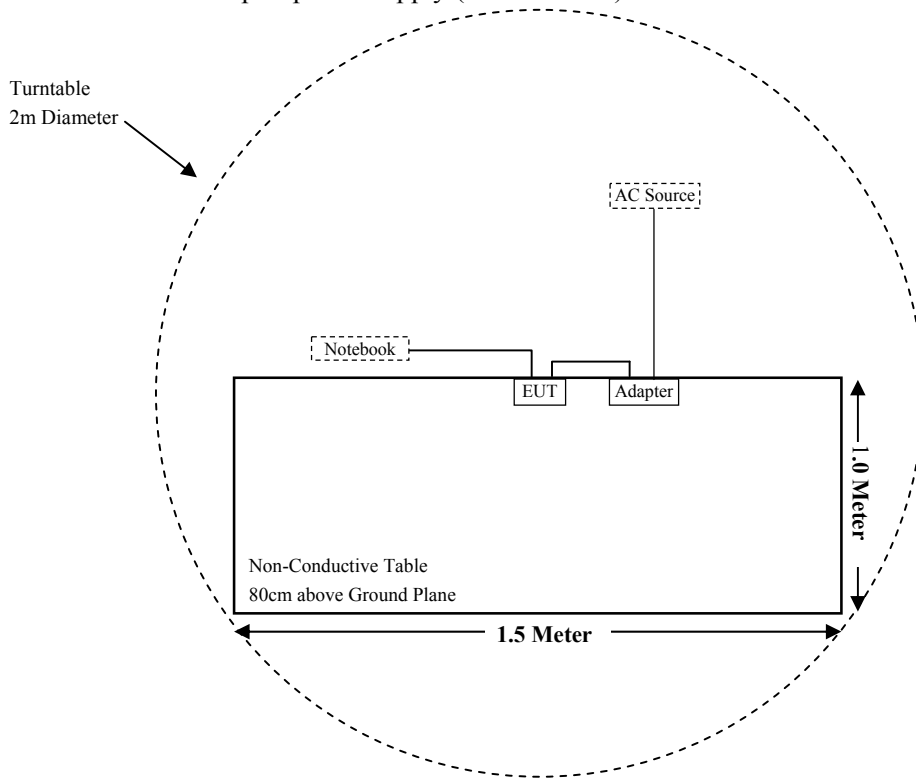 Turntable
2m Diameter
AC Source
Notebook
EUT
Adapter
1.0 Meter
Non-Conductive Table
80cm above Ground Plane
1.5 Meter